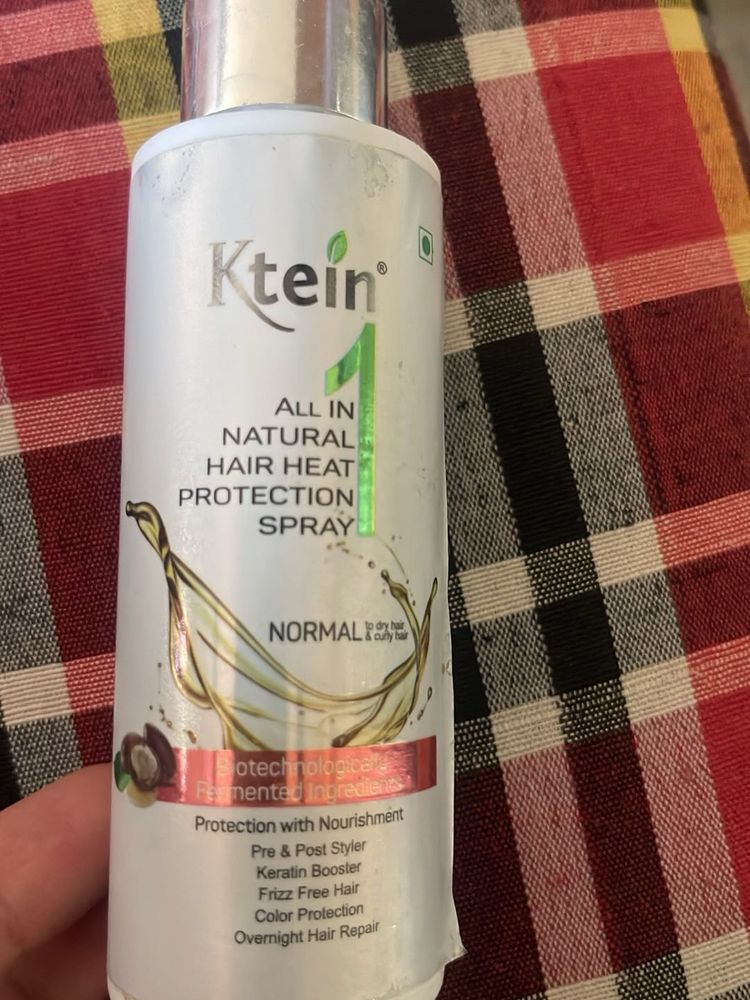 Ktein®
1
ALL IN
NATURAL
HAIR HEAT
PROTECTION
SPRAY
NORMAL to dry hair & curly hair
Biotechnologically
Fermented Ingredients
Protection with Nourishment
Pre & Post Styler
Keratin Booster
Frizz Free Hair
Color Protection
Overnight Hair Repair